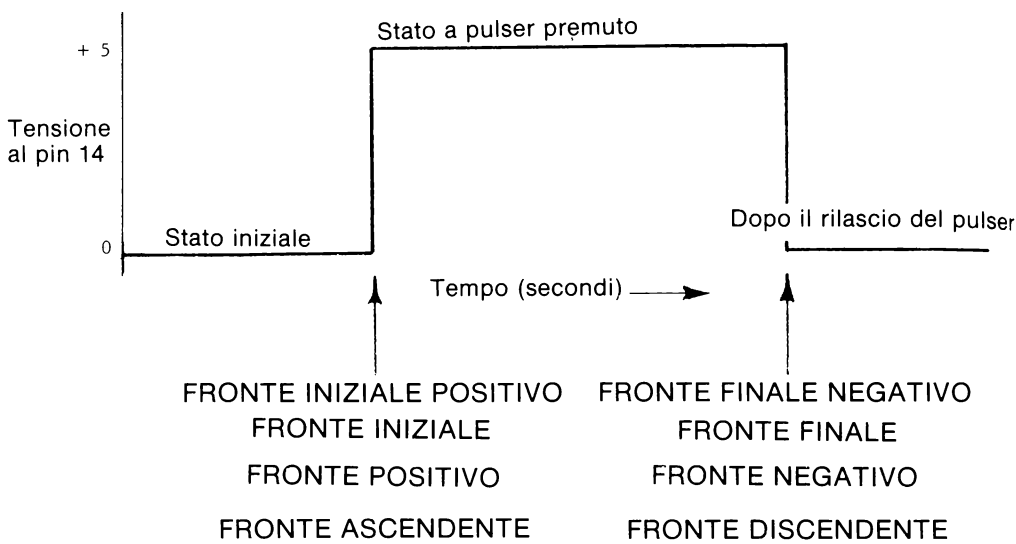 Stato a pulser premuto
+ 5
Tensione
al pin 14
Dopo il rilascio del pulser
Stato iniziale
0
Tempo (secondi)
FRONTE INIZIALE POSITIVO
FRONTE INIZIALE
FRONTE POSITIVO
FRONTE ASCENDENTE
FRONTE FINALE NEGATIVO
FRONTE FINALE
FRONTE NEGATIVO
FRONTE DISCENDENTE